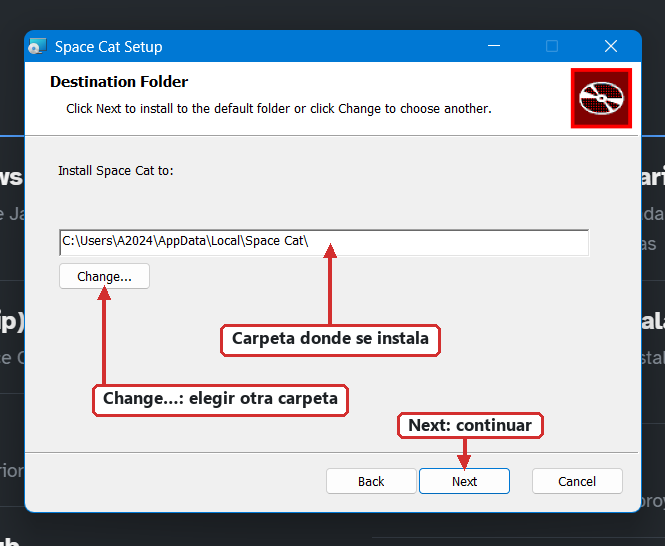 Space Cat Setup
Destination Folder
Click Next to install to the default folder or click Change to choose another.
Install Space Cat to:
C:\Users\A2024\AppData\Local\Space Cat\
Change...
Carpeta donde se instala
Change...: elegir otra carpeta
Next: continuar
Back
Next
Cancel